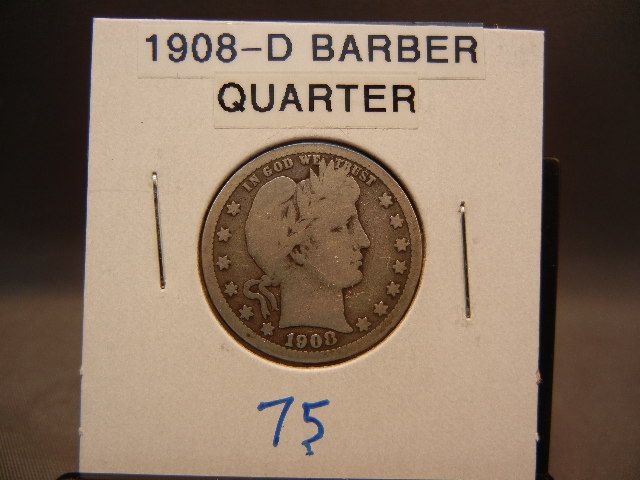 1908-D BARBER
QUARTER
IN GOD WE TRUST
1908
75